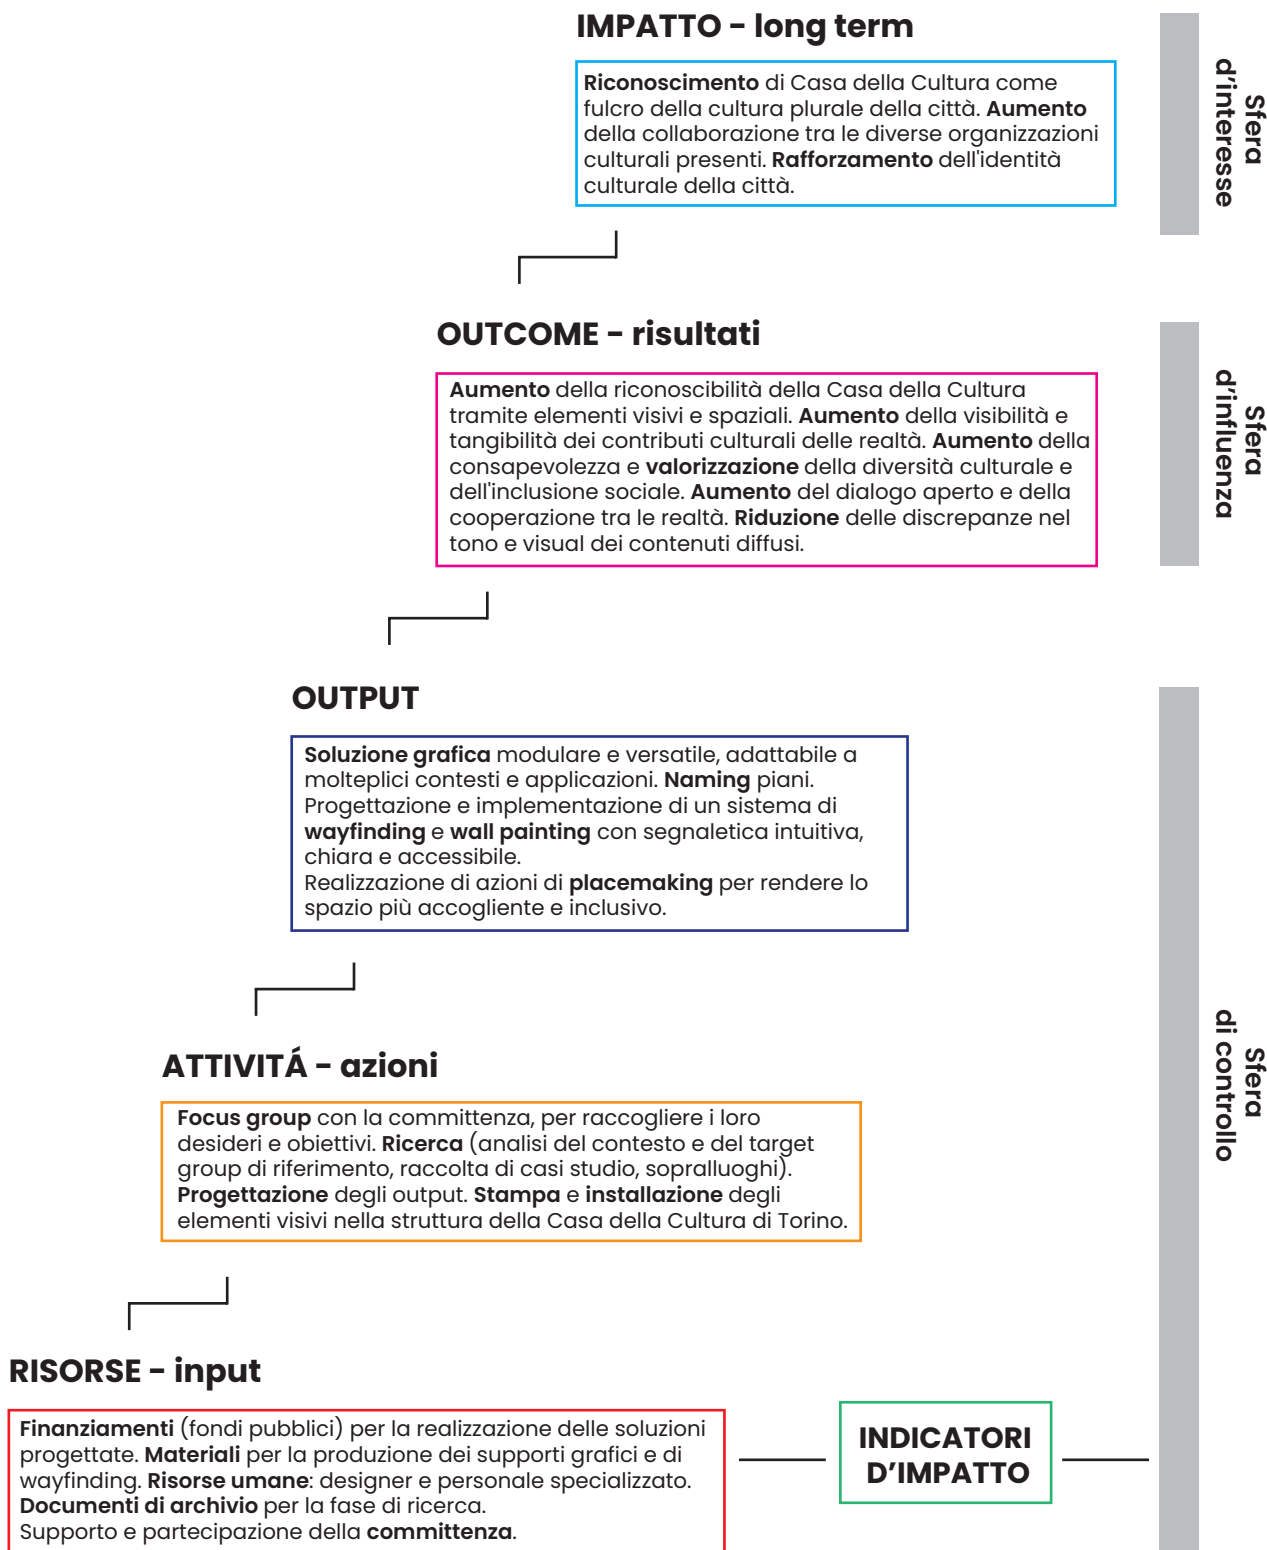 IMPATTO - long term
Riconoscimento di Casa della Cultura come
fulcro della cultura plurale della città. Aumento
della collaborazione tra le diverse organizzazioni
culturali presenti. Rafforzamento dell'identità
culturale della città.
Sfera
d'interesse
OUTCOME - risultati
Aumento della riconoscibilità della Casa della Cultura
tramite elementi visivi e spaziali. Aumento della visibilità e
tangibilità dei contributi culturali delle realtà. Aumento della
consapevolezza e valorizzazione della diversità culturale e
dell'inclusione sociale. Aumento del dialogo aperto e della
cooperazione tra le realtà. Riduzione delle discrepanze nel
tono e visual dei contenuti diffusi.
Sfera
d'influenza
OUTPUT
Soluzione grafica modulare e versatile, adattabile a
molteplici contesti e applicazioni. Naming piani.
Progettazione e implementazione di un sistema di
wayfinding e wall painting con segnaletica intuitiva,
chiara e accessibile.
Realizzazione di azioni di placemaking per rendere lo
spazio più accogliente e inclusivo.
ATTIVITÁ - azioni
Focus group con la committenza, per raccogliere i loro
desideri e obiettivi. Ricerca (analisi del contesto e del target
group di riferimento, raccolta di casi studio, sopralluoghi).
Progettazione degli output. Stampa e installazione degli
elementi visivi nella struttura della Casa della Cultura di Torino.
Sfera
di controllo
RISORSE - input
Finanziamenti (fondi pubblici) per la realizzazione delle soluzioni
progettate. Materiali per la produzione dei supporti grafici e di
wayfinding. Risorse umane: designer e personale specializzato.
Documenti di archivio per la fase di ricerca.
Supporto e partecipazione della committenza.
INDICATORI
D'IMPATTO